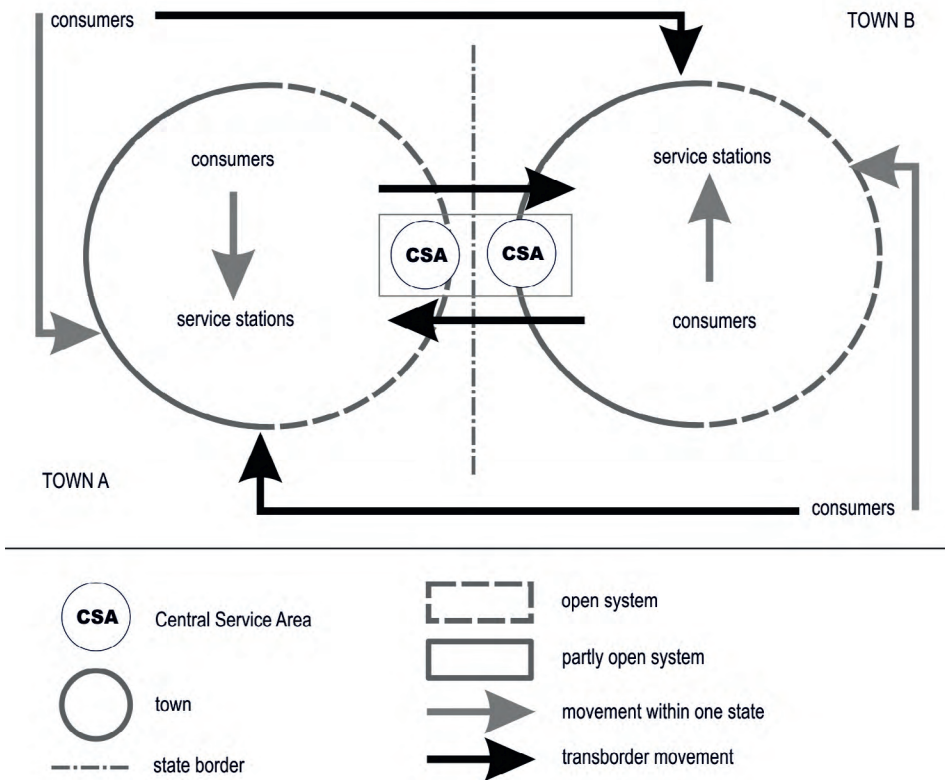 consumers
TOWN B
consumers
service stations
service stations
consumers
CSA
CSA
TOWN A
consumers
CSA
Central Service Area
town
state border
open system
partly open system
movement within one state
transborder movement